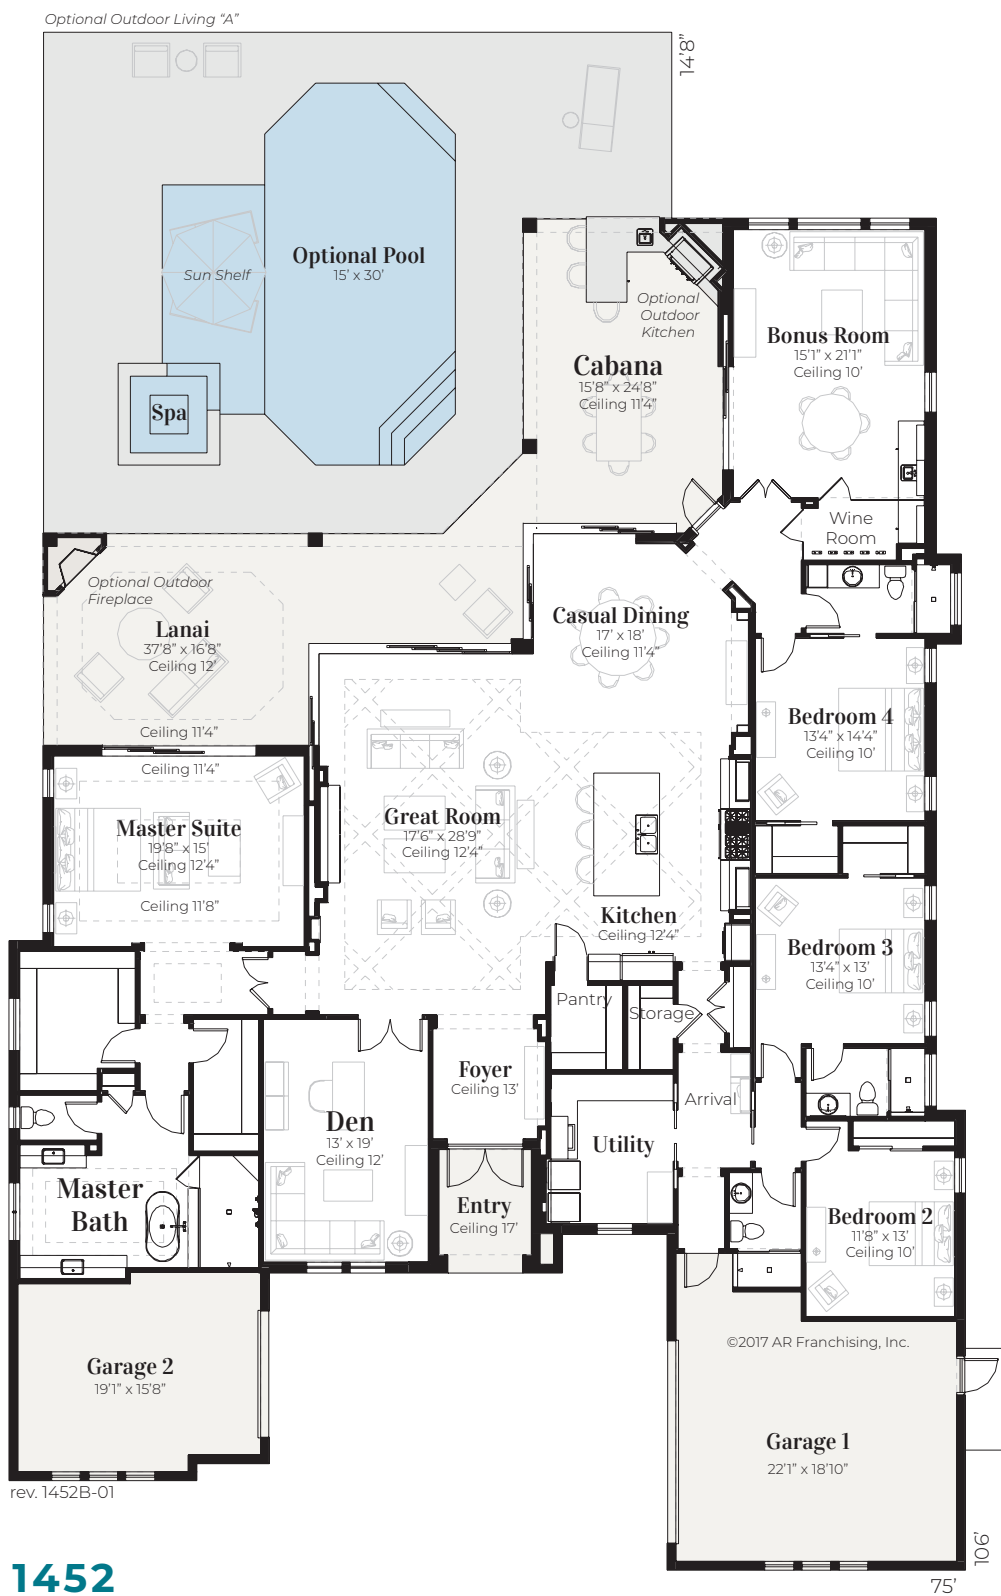 Optional Outdoor Living “A”
14’8”
Optional Pool
15’ x 30’
Sun Shelf
Spa
Optional
Outdoor
Kitchen
Cabana
15’8” x 24’8”
Ceiling 11’4”
Bonus Room
15’1” x 21’1”
Ceiling 10’
Wine
Room
Optional Outdoor
Fireplace
Lanai
37’8” x 16’8”
Ceiling 12’
Ceiling 11’4”
Casual Dining
17’ x 18’
Ceiling 11’4”
Bedroom 4
13’4” x 14’4”
Ceiling 10’
Ceiling 11’4”
Master Suite
19’8” x 15’
Ceiling 12’4”
Ceiling 11’8”
Great Room
17’6” x 28’9”
Ceiling 12’4”
Kitchen
Ceiling 12’4”
Bedroom 3
13’4” x 13’
Ceiling 10’
Pantry
Storage
Foyer
Ceiling 13’
Den
13’ x 19’
Ceiling 12’
Arrival
Utility
Master
Bath
Entry
Ceiling 17’
Bedroom 2
11’8” x 13’
Ceiling 10’
©2017 AR Franchising, Inc.
Garage 2
19’1” x 15’8”
Garage 1
22’1” x 18’10”
rev. 1452B-01
106’
1452
75’